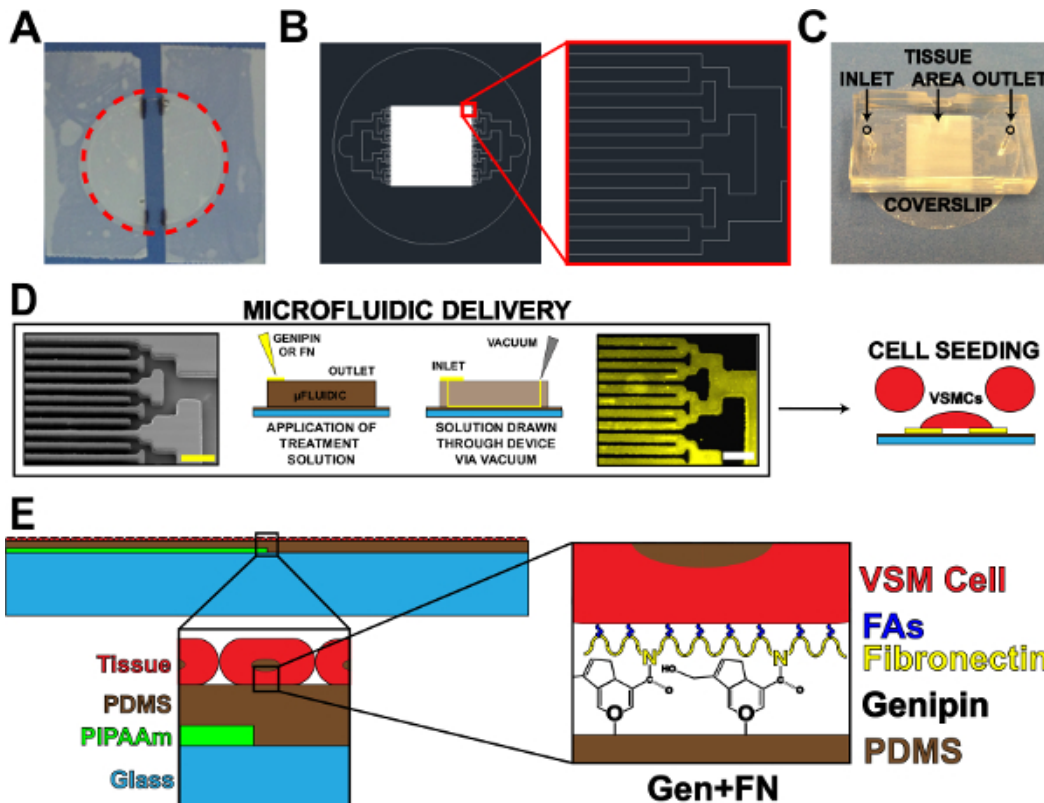 A
B
C
TISSUE
INLET AREA OUTLET
COVERSLIP
D
MICROFLUIDIC DELIVERY
GENIPIN
OR FN
OUTLET
µFLUIDIC
APPLICATION OF
TREATMENT
SOLUTION
VACUUM
INLET
SOLUTION DRAWN
THROUGH DEVICE
VIA VACUUM
CELL SEEDING
VSMCs
E
Tissue
PDMS
PIPAAm
Glass
N
N
HO
C
O
C
O
O
O
VSM Cell
FAs
Fibronectin
Genipin
PDMS
Gen+FN